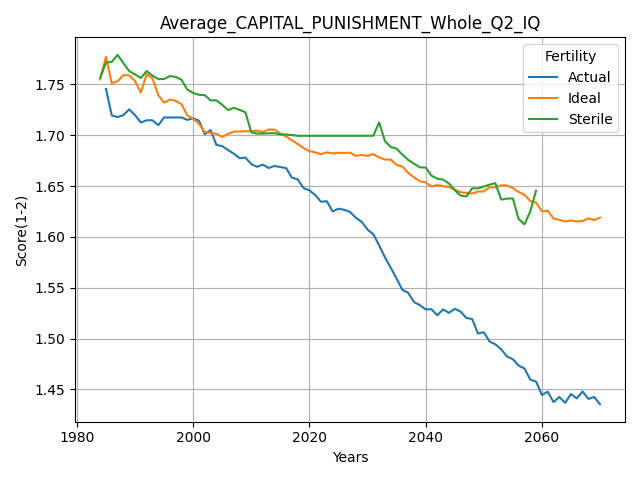 Average_CAPITAL_PUNISHMENT_Whole_Q2_IQ
Fertility
Actual
Ideal
Sterile
Score(1-2)
1.75
1.70
1.65
1.60
1.55
1.50
1.45
1980
2000
2020
2040
2060
Years